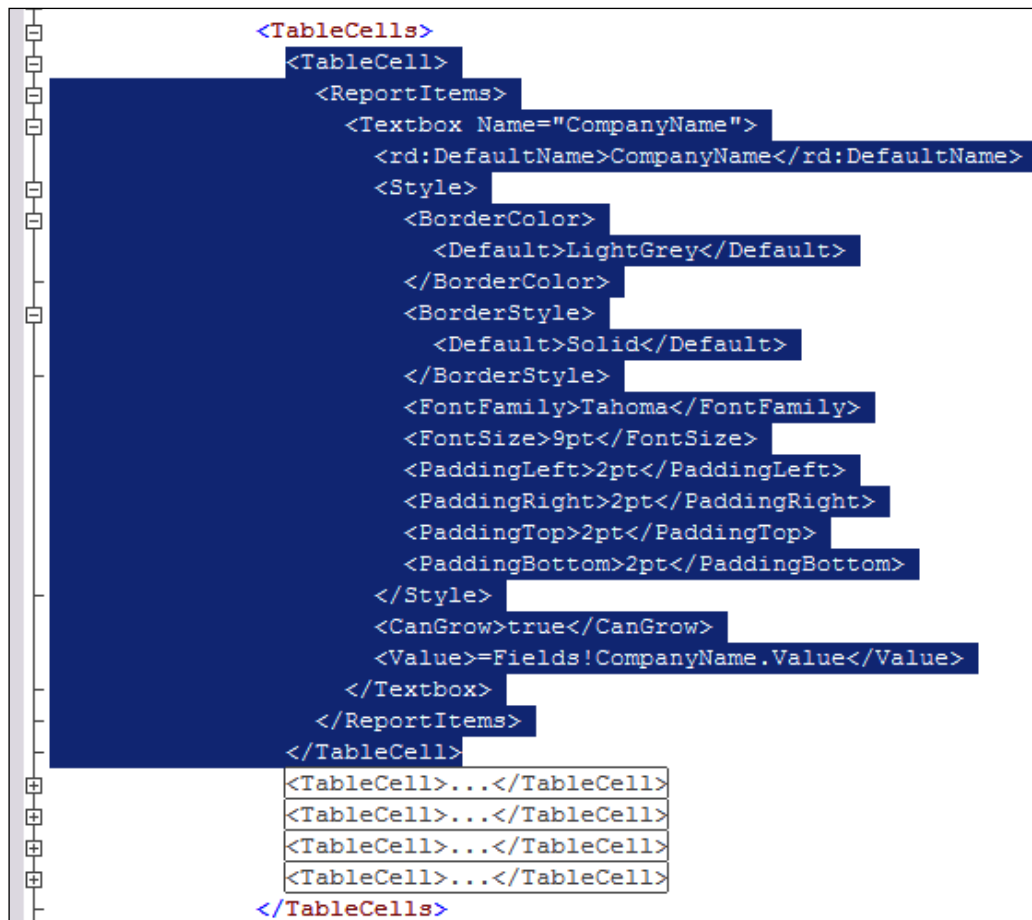 <TableCells>
<TableCell>
<ReportItems>
<Textbox Name="CompanyName">
<rd:DefaultName>CompanyName</rd:DefaultName>
<Style>
<BorderColor>
<Default>LightGrey</Default>
</BorderColor>
<BorderStyle>
<Default>Solid</Default>
</BorderStyle>
<FontFamily>Tahoma</FontFamily>
<FontSize>9pt</FontSize>
<PaddingLeft>2pt</PaddingLeft>
<PaddingRight>2pt</PaddingRight>
<PaddingTop>2pt</PaddingTop>
<PaddingBottom>2pt</PaddingBottom>
</Style>
<CanGrow>true</CanGrow>
<Value>=Fields!CompanyName.Value</Value>
</Textbox>
</ReportItems>
</TableCell>
<TableCell>...</TableCell>
<TableCell>...</TableCell>
<TableCell>...</TableCell>
<TableCell>...</TableCell>
</TableCells>